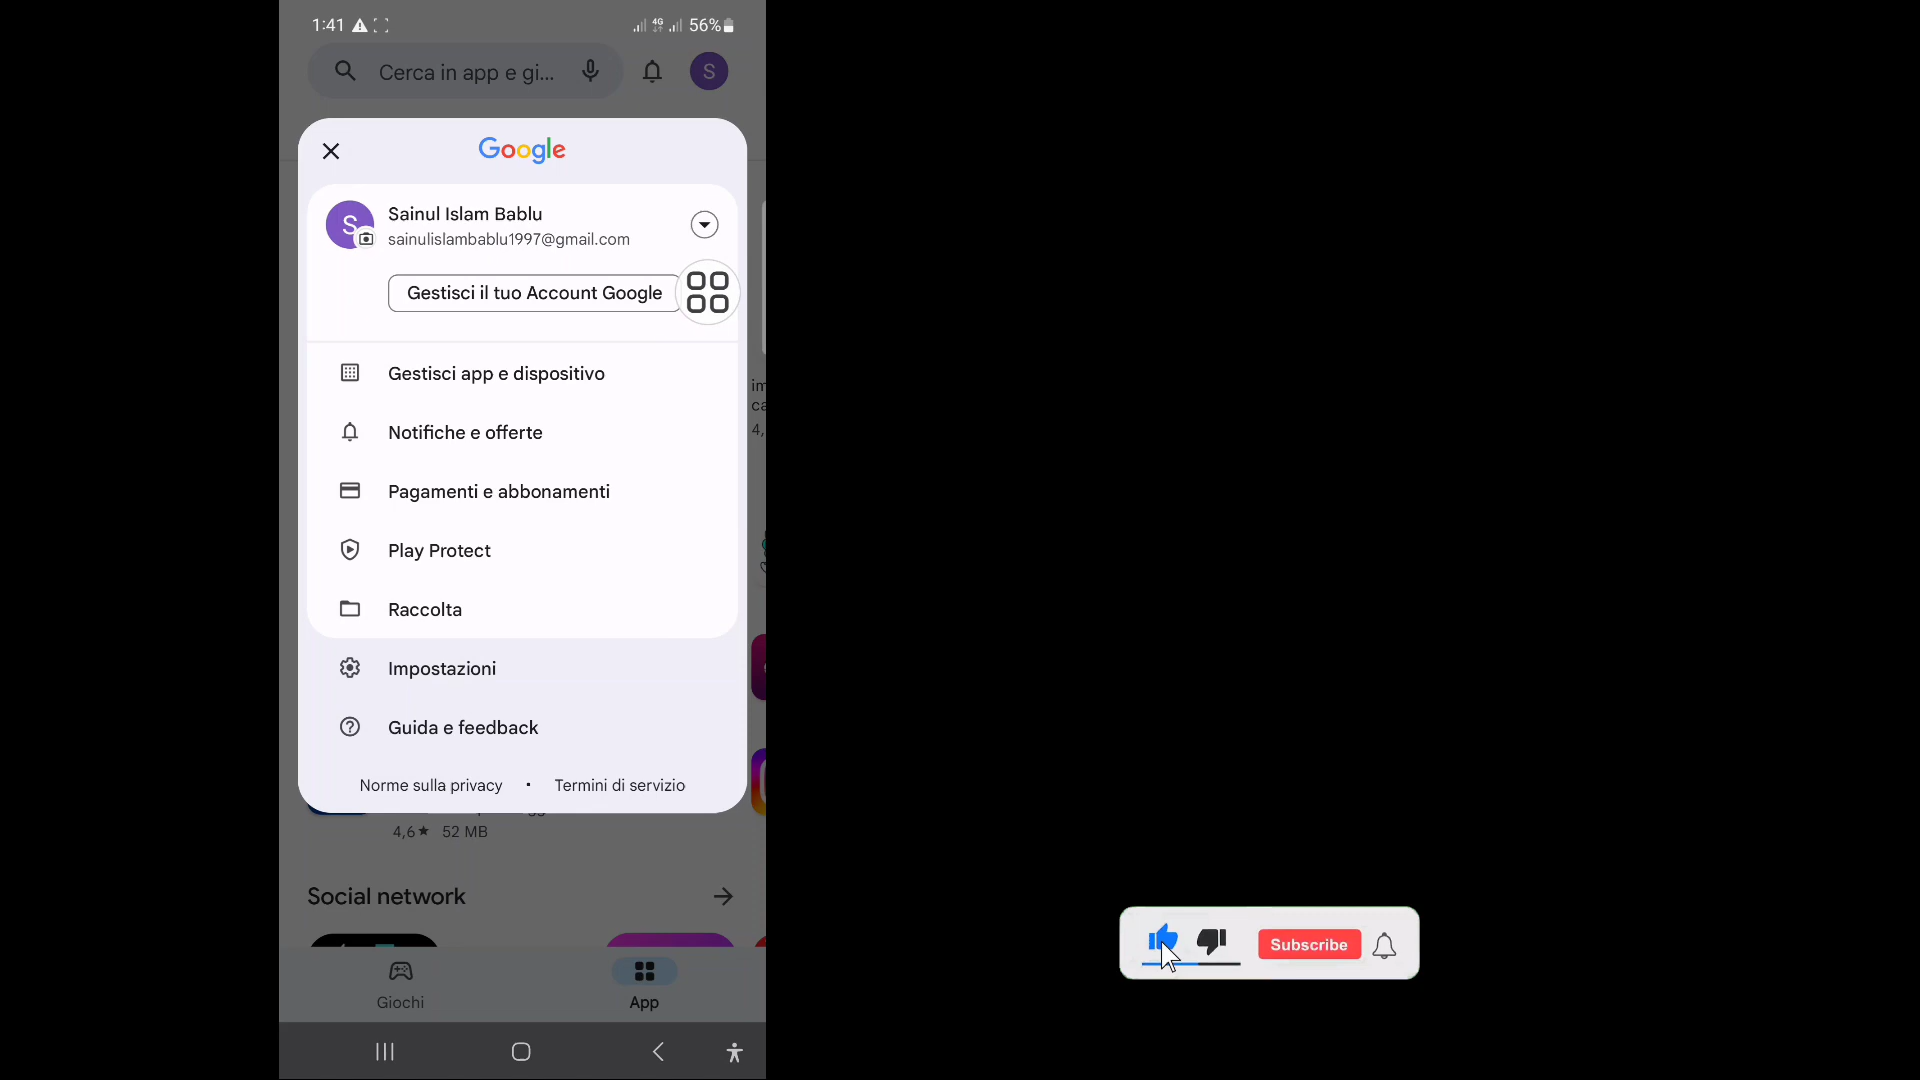 1:41
4G
56%
Cerca in app e gi...
S
Google
S
Sainul Islam Bablu
sainulislambablu1997@gmail.com
Gestisci il tuo Account Google
Gestisci app e dispositivo
Notifiche e offerte
Pagamenti e abbonamenti
Play Protect
Raccolta
Impostazioni
Guida e feedback
Norme sulla privacy • Termini di servizio
4,6★ 52 MB
Social network
Subscribe
Giochi
App